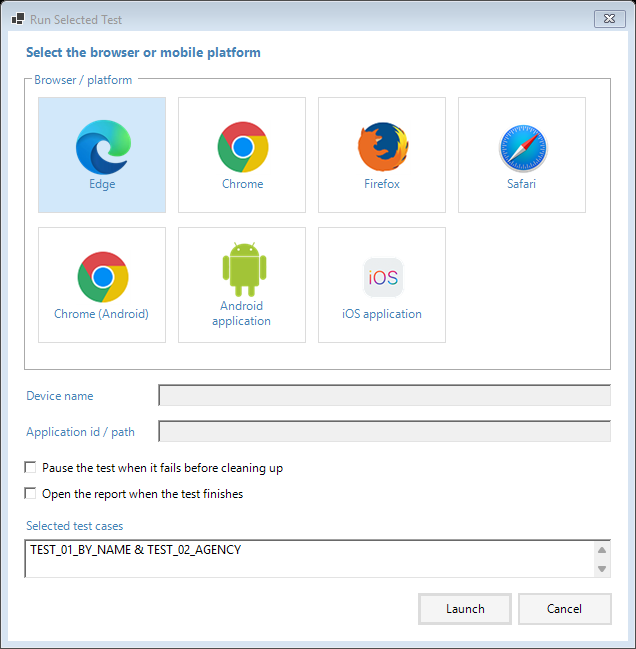 Run Selected Test
Select the browser or mobile platform
Browser / platform
Edge
Chrome
Firefox
Safari
Chrome (Android)
Android
application
iOS
iOS application
Device name
Application id / path
Pause the test when it fails before cleaning up
Open the report when the test finishes
Selected test cases
TEST_01_BY_NAME & TEST_02_AGENCY
Launch
Cancel